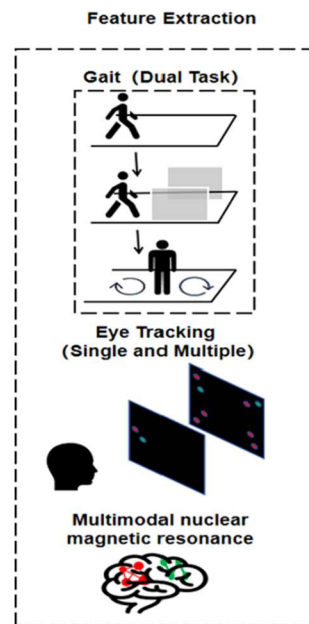 Feature Extraction
Gait (Dual Task)
Eye Tracking
(Single and Multiple)
Multimodal nuclear
magnetic resonance